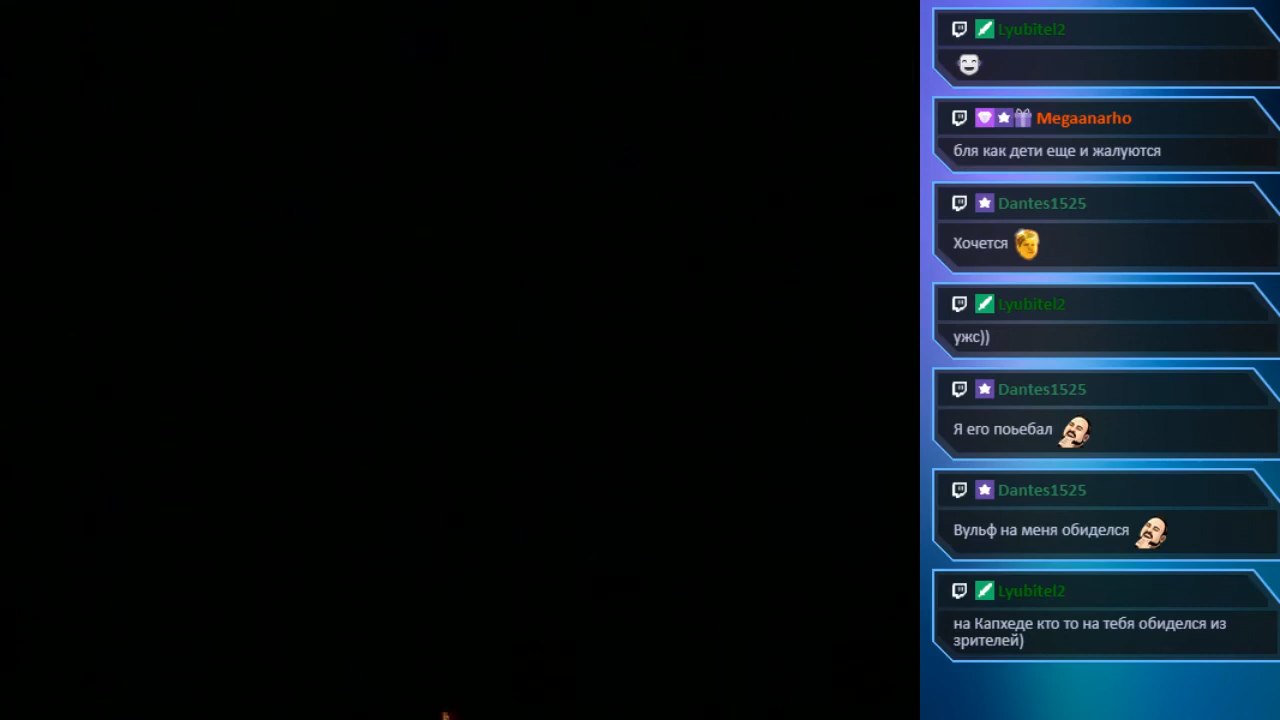 Lyubitel2
Megaanarho
бля как дети еще и жалуются
Dantes1525
Хочется
Lyubitel2
ужс))
Dantes1525
Я его поьебал
Dantes1525
Вульф на меня обиделся
Lyubitel2
на Капхеде кто то на тебя обиделся из
зрителей)